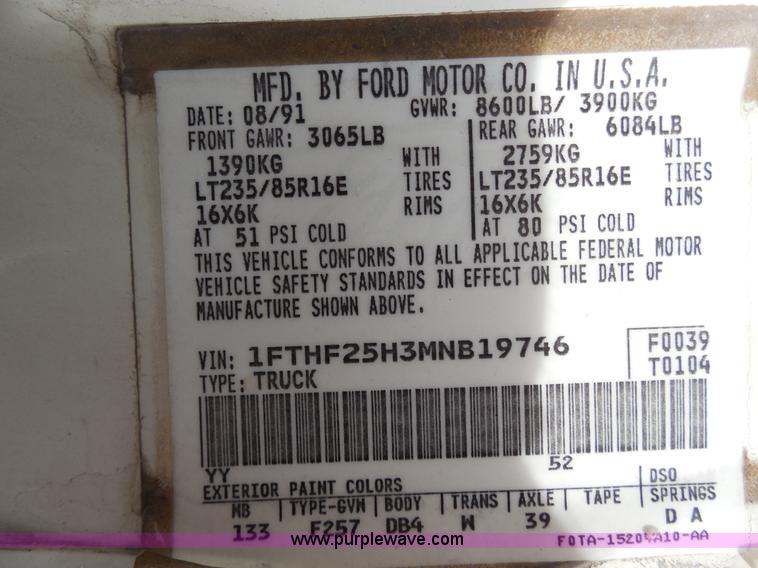 MFD. BY FORD MOTOR CO. IN U.S.A.
DATE: 08/91 GVWR: 8600LB/ 3900KG
FRONT GAWR: 3065LB REAR GAWR: 6084LB
1390KG WITH 2759KG WITH
LT235/85R16E TIRES LT235/85R16E TIRES
16X6K RIMS 16X6K RIMS
AT 51 PSI COLD AT 80 PSI COLD
THIS VEHICLE CONFORMS TO ALL APPLICABLE FEDERAL MOTOR
VEHICLE SAFETY STANDARDS IN EFFECT ON THE DATE OF
MANUFACTURE SHOWN ABOVE.
VIN: 1FTHF25H3MNB19746 F0039
TYPE: TRUCK T0104
YY 52
EXTERIOR PAINT COLORS DSO
WB TYPE-GVW BODY TRANS AXLE TAPE SPRINGS
133 F257 DB4 W 39 D A
F0TA-15204A10-AA
www.purplewave.com